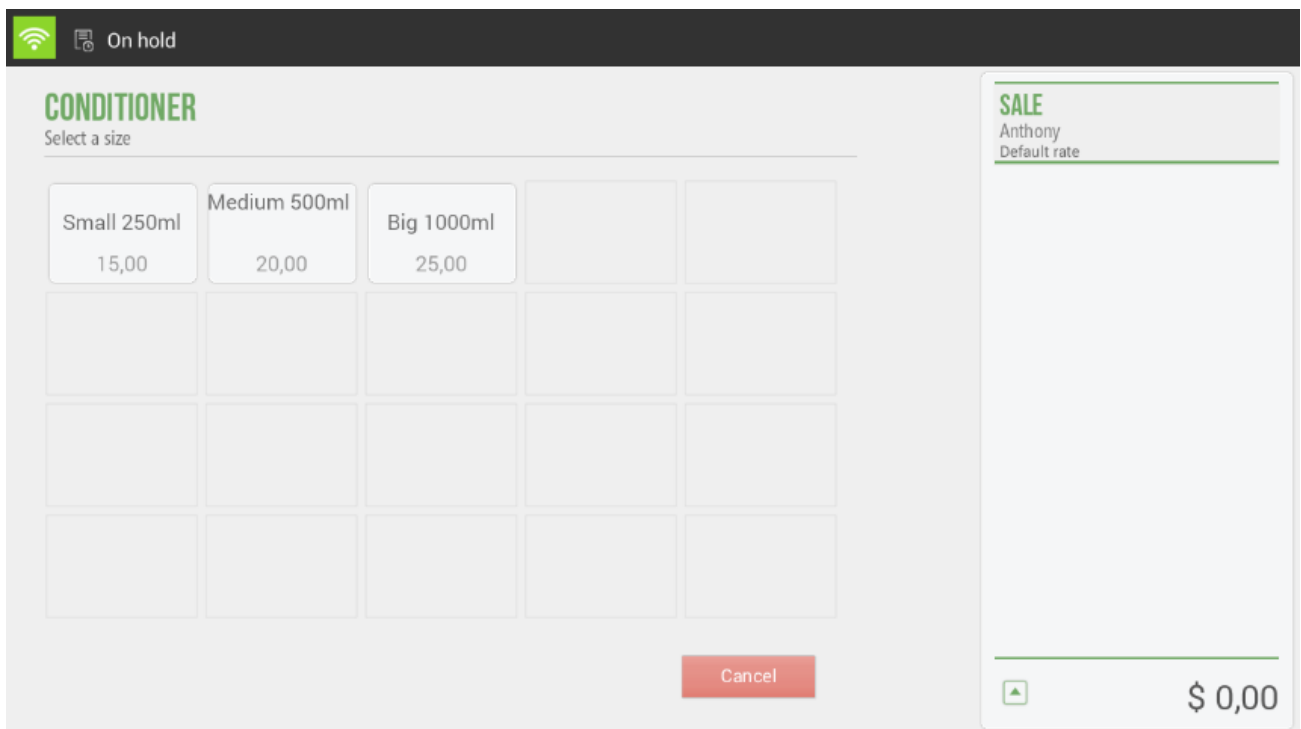 On hold
CONDITIONER
Select a size
Small 250ml
15,00
Medium 500ml
20,00
Big 1000ml
25,00
Cancel
SALE
Anthony
Default rate
$ 0,00